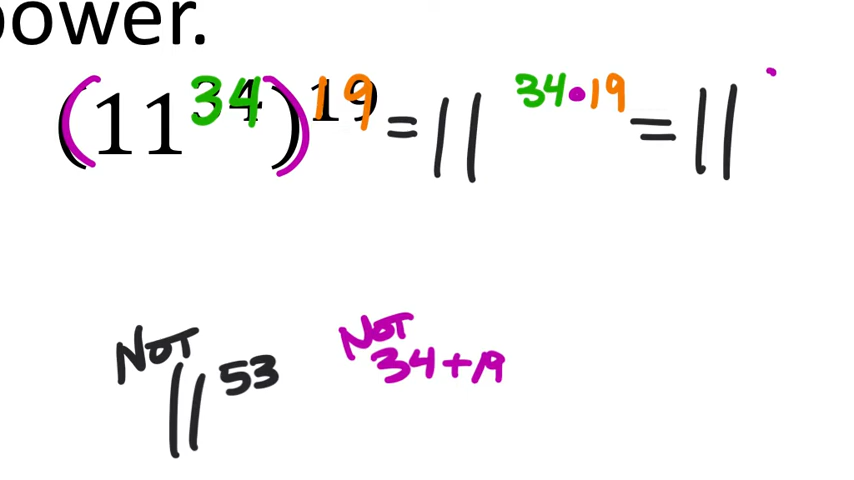 power.
(11^34)^19 = 11^34•19 = 11
NOT NOT
11^53 34+19